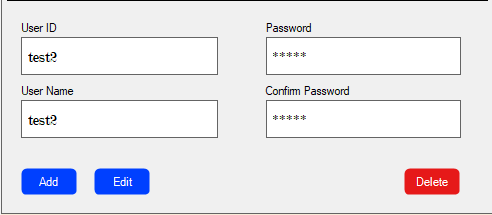 User ID
Password
test2
*****
User Name
Confirm Password
test2
*****
Add
Edit
Delete